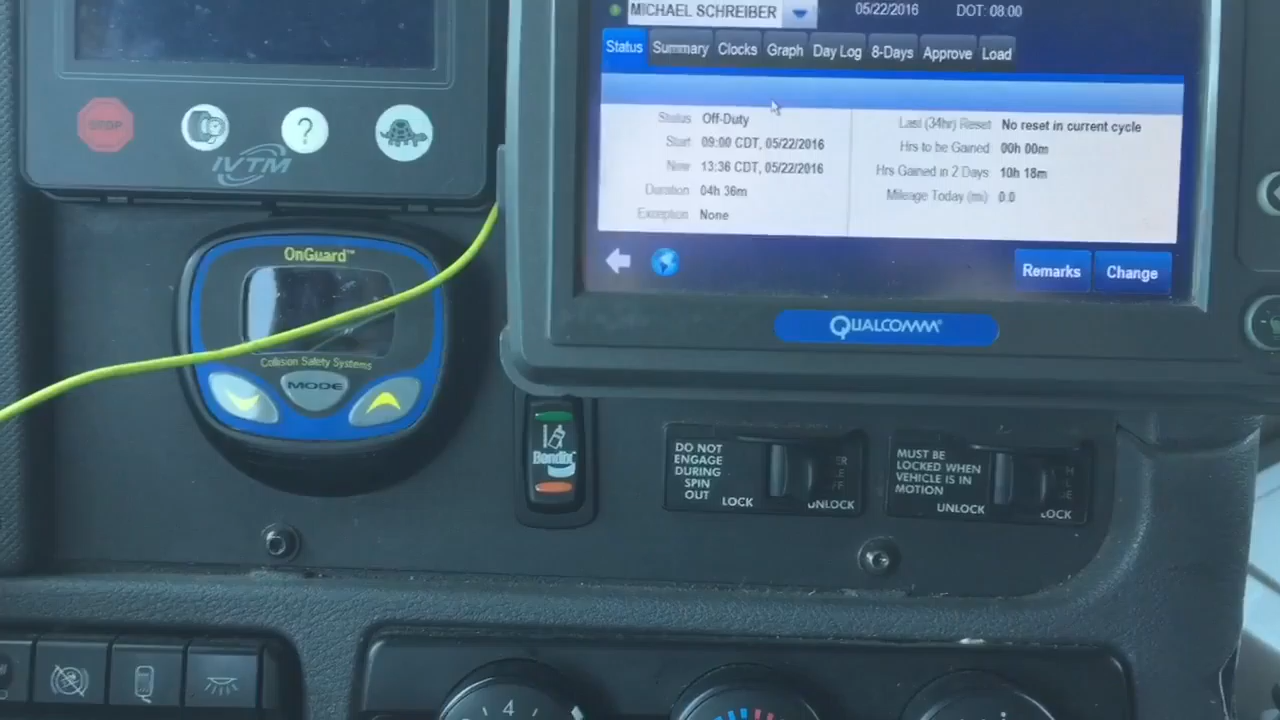 MICHAEL SCHREIBER
05/22/2016
DOT: 08:00
Status Summary Clocks Graph Day Log 8-Days Approve Load
Status Off-Duty
Start 09:00 CDT, 05/22/2016
Now 13:36 CDT, 05/22/2016
Duration 04h 36m
Exception None
Last (34hr) Reset No reset in current cycle
Hrs to be Gained 00h 00m
Hrs Gained in 2 Days 10h 18m
Mileage Today (mi) 0.0
Remarks Change
QUALCOMM
STOP
?
IVTM
OnGuard™
Collision Safety Systems
MODE
Bendix
DO NOT
ENGAGE
DURING
SPIN
OUT
LOCK
UNLOCK
MUST BE
LOCKED WHEN
VEHICLE IS IN
MOTION
UNLOCK
LOCK
4